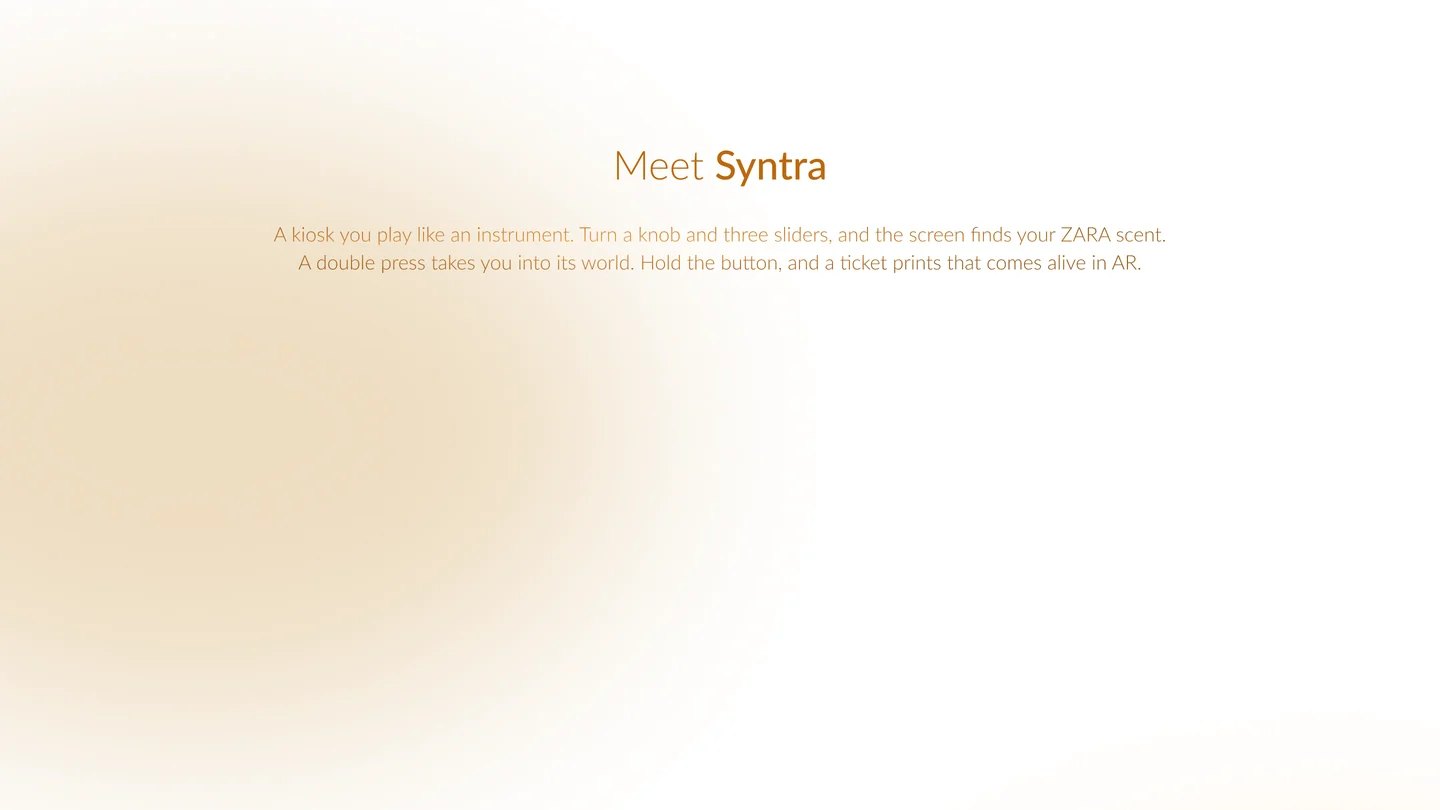 Meet Syntra
A kiosk you play like an instrument. Turn a knob and three sliders, and the screen finds your ZARA scent.
A double press takes you into its world. Hold the button, and a ticket prints that comes alive in AR.